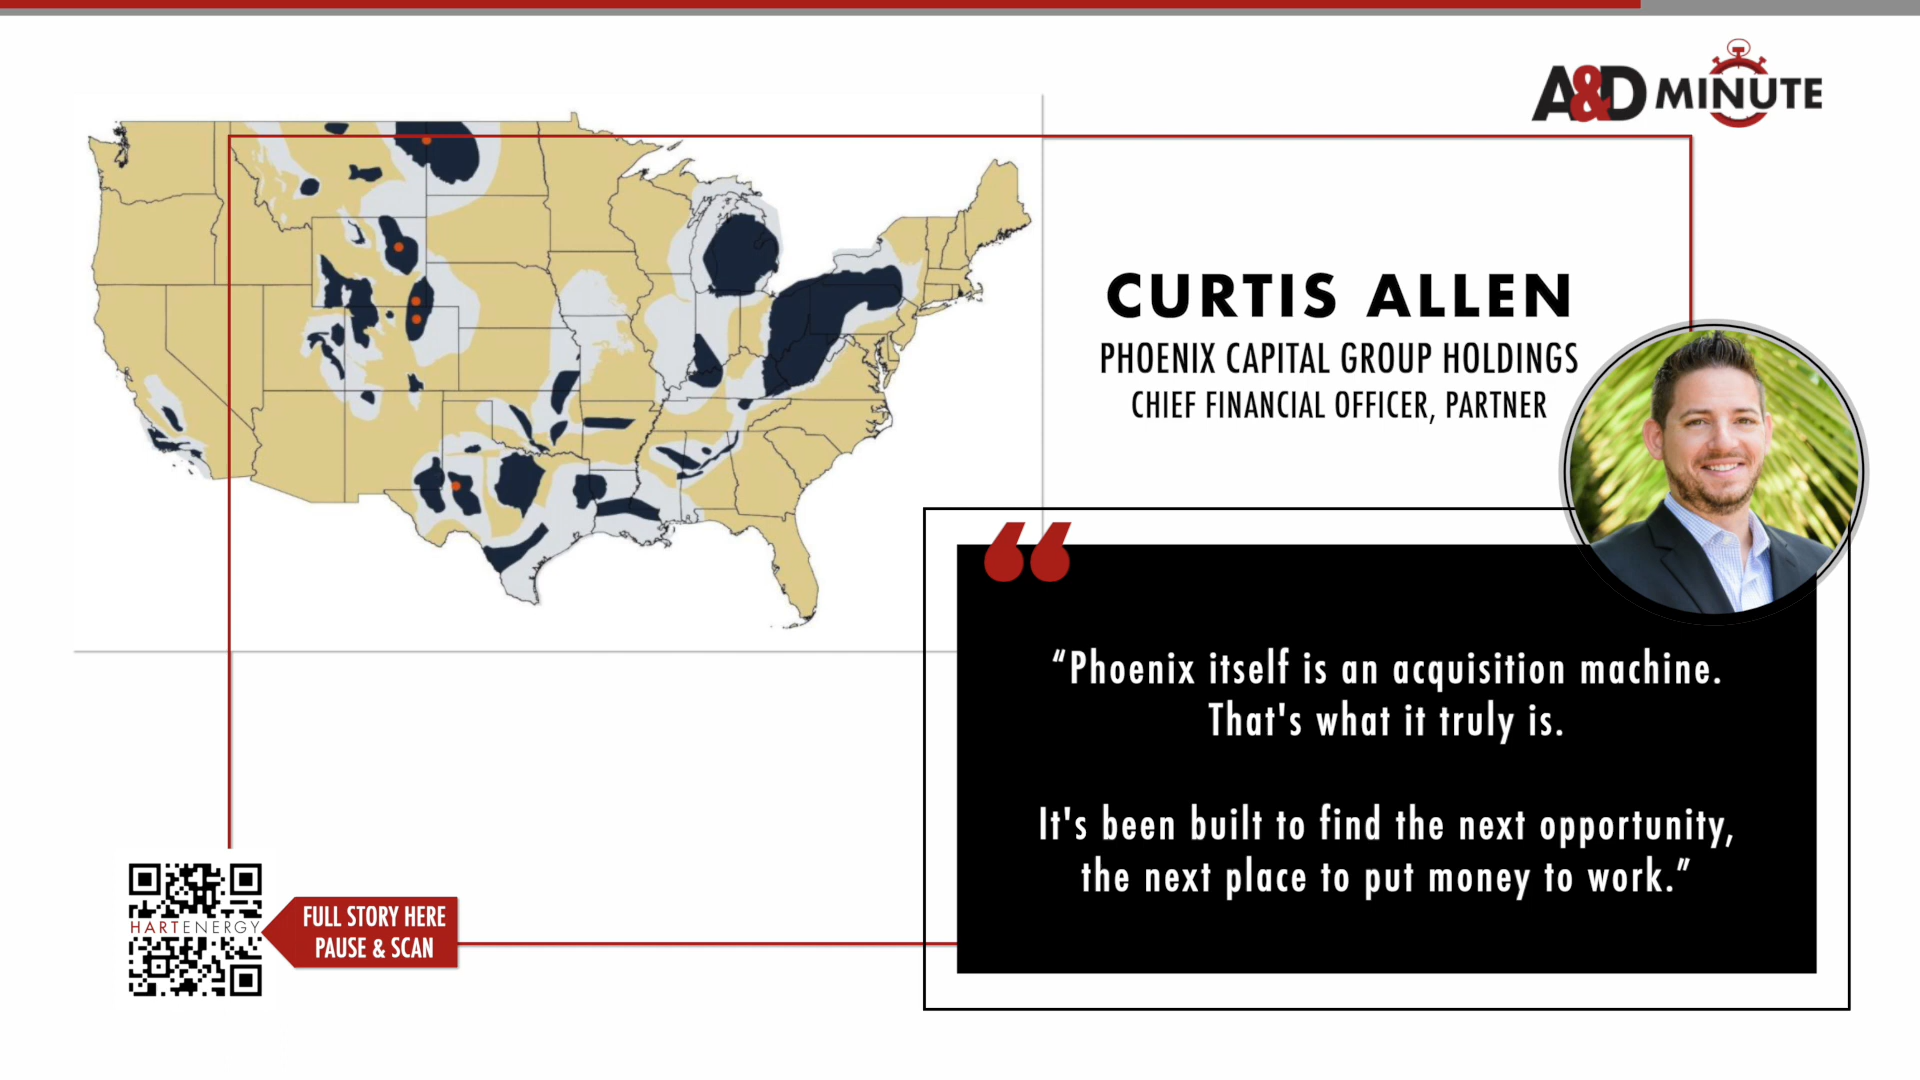 A&D MINUTE
CURTIS ALLEN
PHOENIX CAPITAL GROUP HOLDINGS
CHIEF FINANCIAL OFFICER, PARTNER
“Phoenix itself is an acquisition machine.
That's what it truly is.
It's been built to find the next opportunity,
the next place to put money to work.”
HARTENERGY
FULL STORY HERE
PAUSE & SCAN